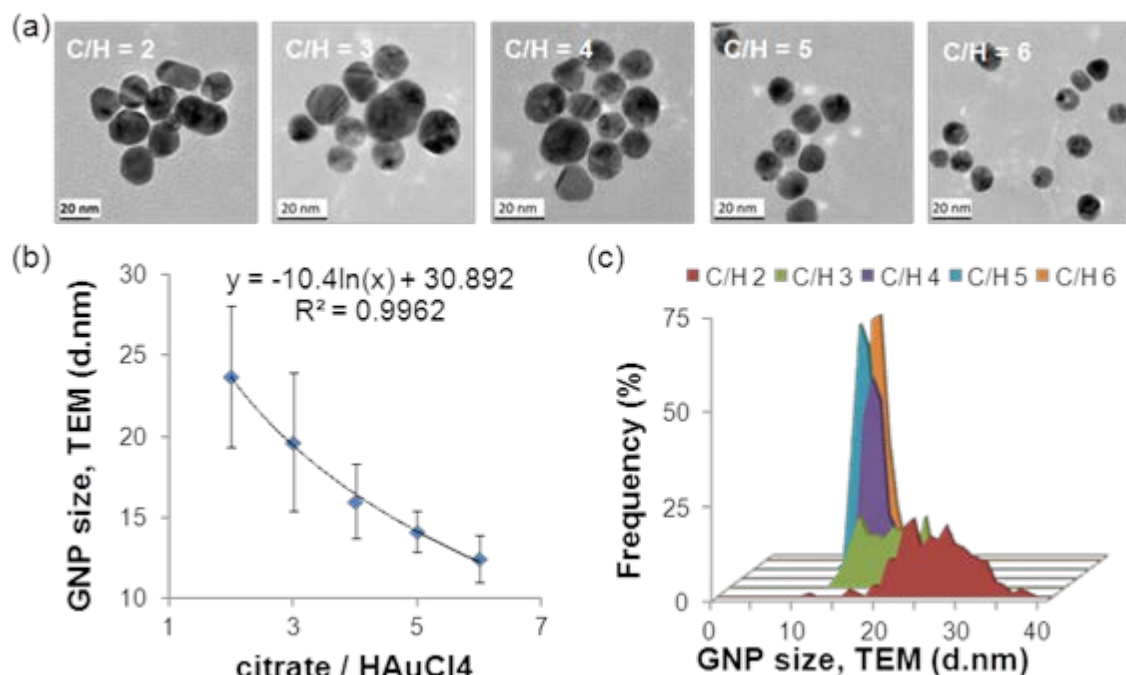 (a)
C/H = 2
C/H = 3
C/H = 4
C/H = 5
C/H = 6
20 nm
20 nm
20 nm
20 nm
20 nm
(b)
y = -10.4ln(x) + 30.892
R² = 0.9962
GNP size, TEM (d.nm)
30
25
20
15
10
1
3
5
7
citrate / HAuCl4
(c)
C/H 2
C/H 3
C/H 4
C/H 5
C/H 6
Frequency (%)
75
50
25
0
0
10
20
30
40
GNP size, TEM (d.nm)